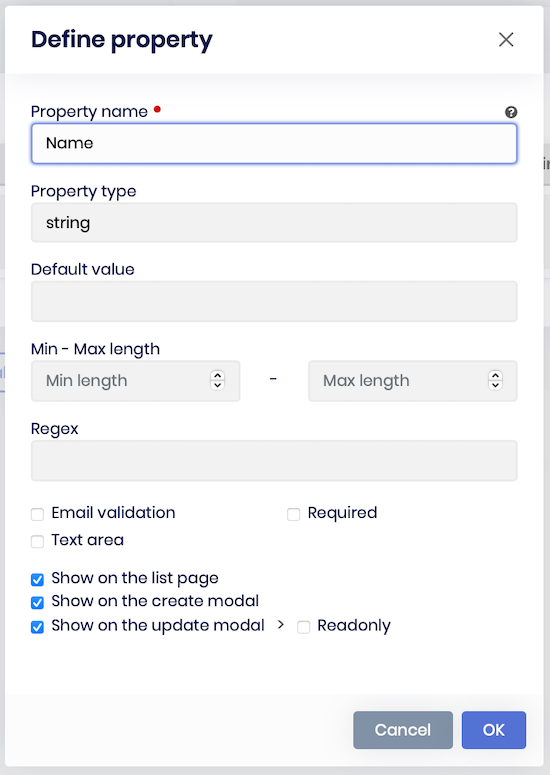 Define property
Property name
Name
Property type
string
Default value
Min - Max length
Min length - Max length
Regex
Email validation Required
Text area
Show on the list page
Show on the create modal
Show on the update modal > Readonly
Cancel OK